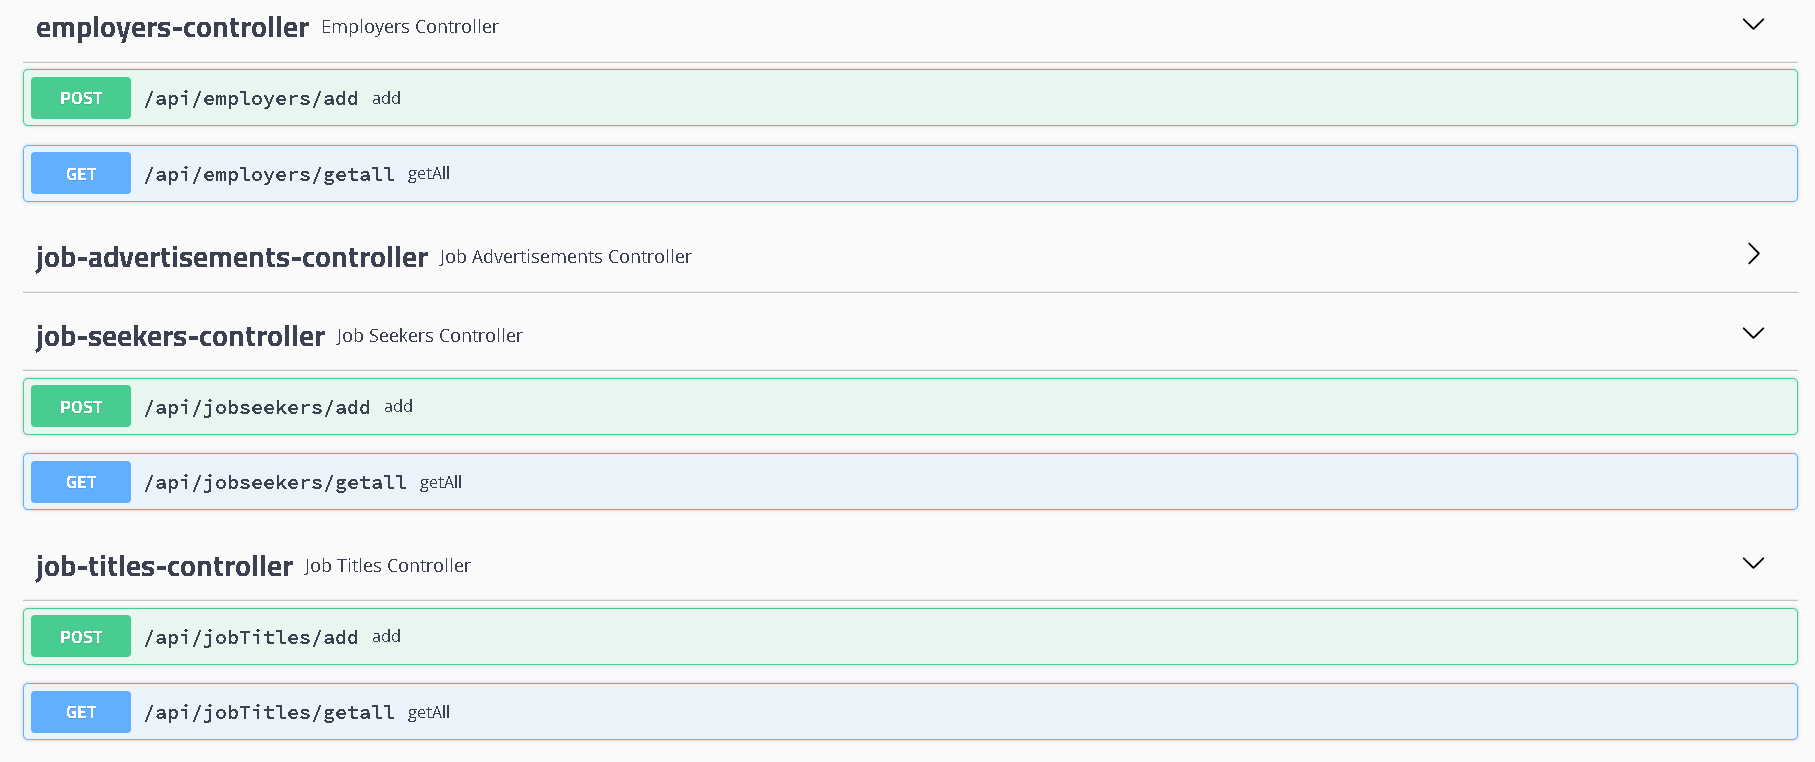 employers-controller Employers Controller
POST /api/employers/add add
GET /api/employers/getall getAll
job-advertisements-controller Job Advertisements Controller
job-seekers-controller Job Seekers Controller
POST /api/jobseekers/add add
GET /api/jobseekers/getall getAll
job-titles-controller Job Titles Controller
POST /api/jobTitles/add add
GET /api/jobTitles/getall getAll